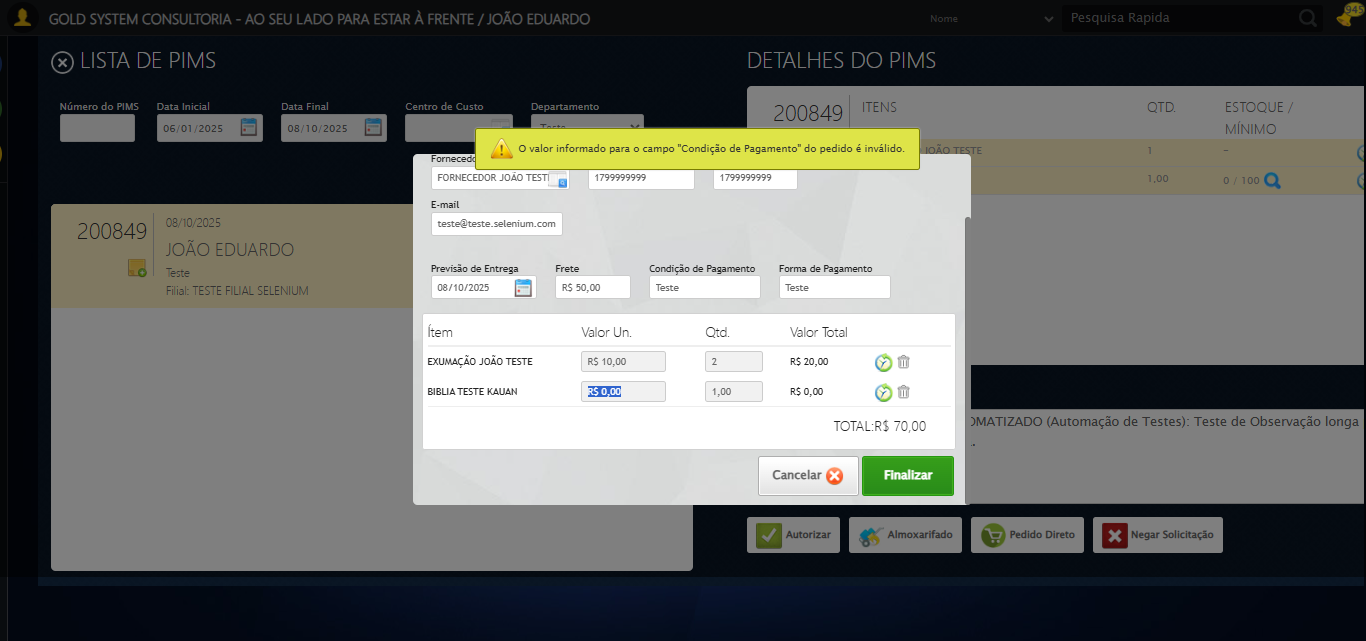 GOLD SYSTEM CONSULTORIA - AO SEU LADO PARA ESTAR À FRENTE / JOÃO EDUARDO
Nome
Pesquisa Rapida
945
LISTA DE PIMS
Número do PIMS
Data Inicial
Data Final
Centro de Custo
Departamento
06/01/2025
08/10/2025
Teste
200849
08/10/2025
JOÃO EDUARDO
Teste
Filial: TESTE FILIAL SELENIUM
DETALHES DO PIMS
200849
ITENS
QTD.
ESTOQUE /
MÍNIMO
JOÃO TESTE
1
-
1,00
0 / 100
O valor informado para o campo "Condição de Pagamento" do pedido é inválido.
Fornecedo
FORNECEDOR JOÃO TEST
1799999999
1799999999
E-mail
teste@teste.selenium.com
Previsão de Entrega
Frete
Condição de Pagamento
Forma de Pagamento
08/10/2025
R$ 50,00
Teste
Teste
Ítem
Valor Un.
Qtd.
Valor Total
EXUMAÇÃO JOÃO TESTE
R$ 10,00
2
R$ 20,00
BIBLIA TESTE KAUAN
R$ 0,00
1,00
R$ 0,00
TOTAL:R$ 70,00
Cancelar
Finalizar
OMATIZADO (Automação de Testes): Teste de Observação longa
..
Autorizar
Almoxarifado
Pedido Direto
Negar Solicitação